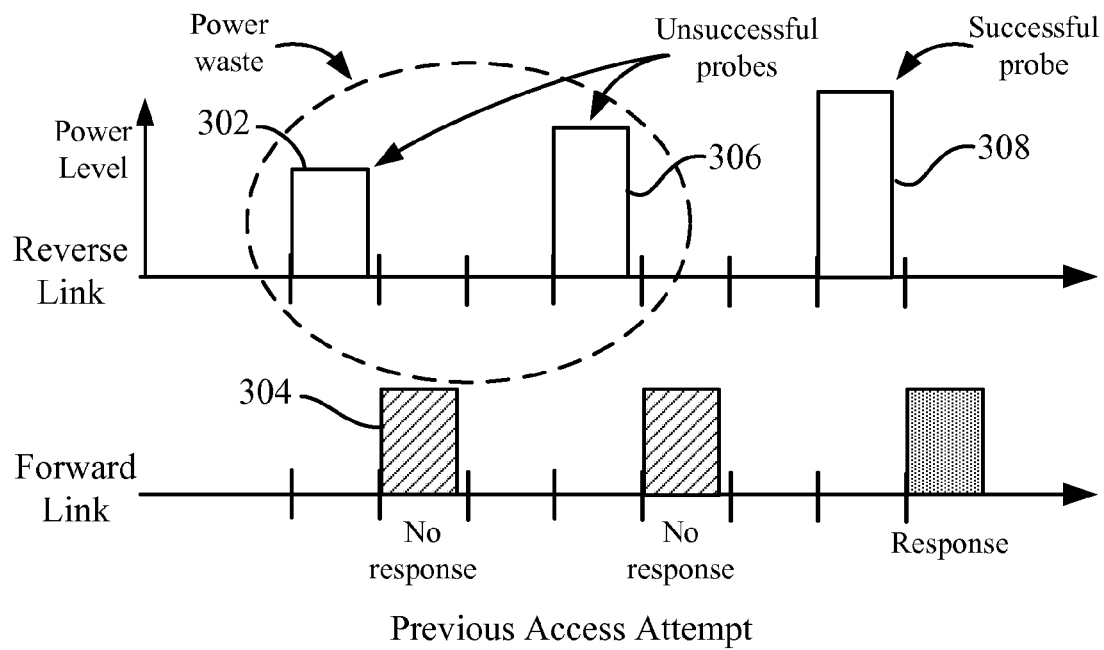 Power
waste
Unsuccessful
probes
Successful
probe
302
Power
Level
306
308
Reverse
Link
304
Forward
Link
No
response
No
response
Response
Previous Access Attempt